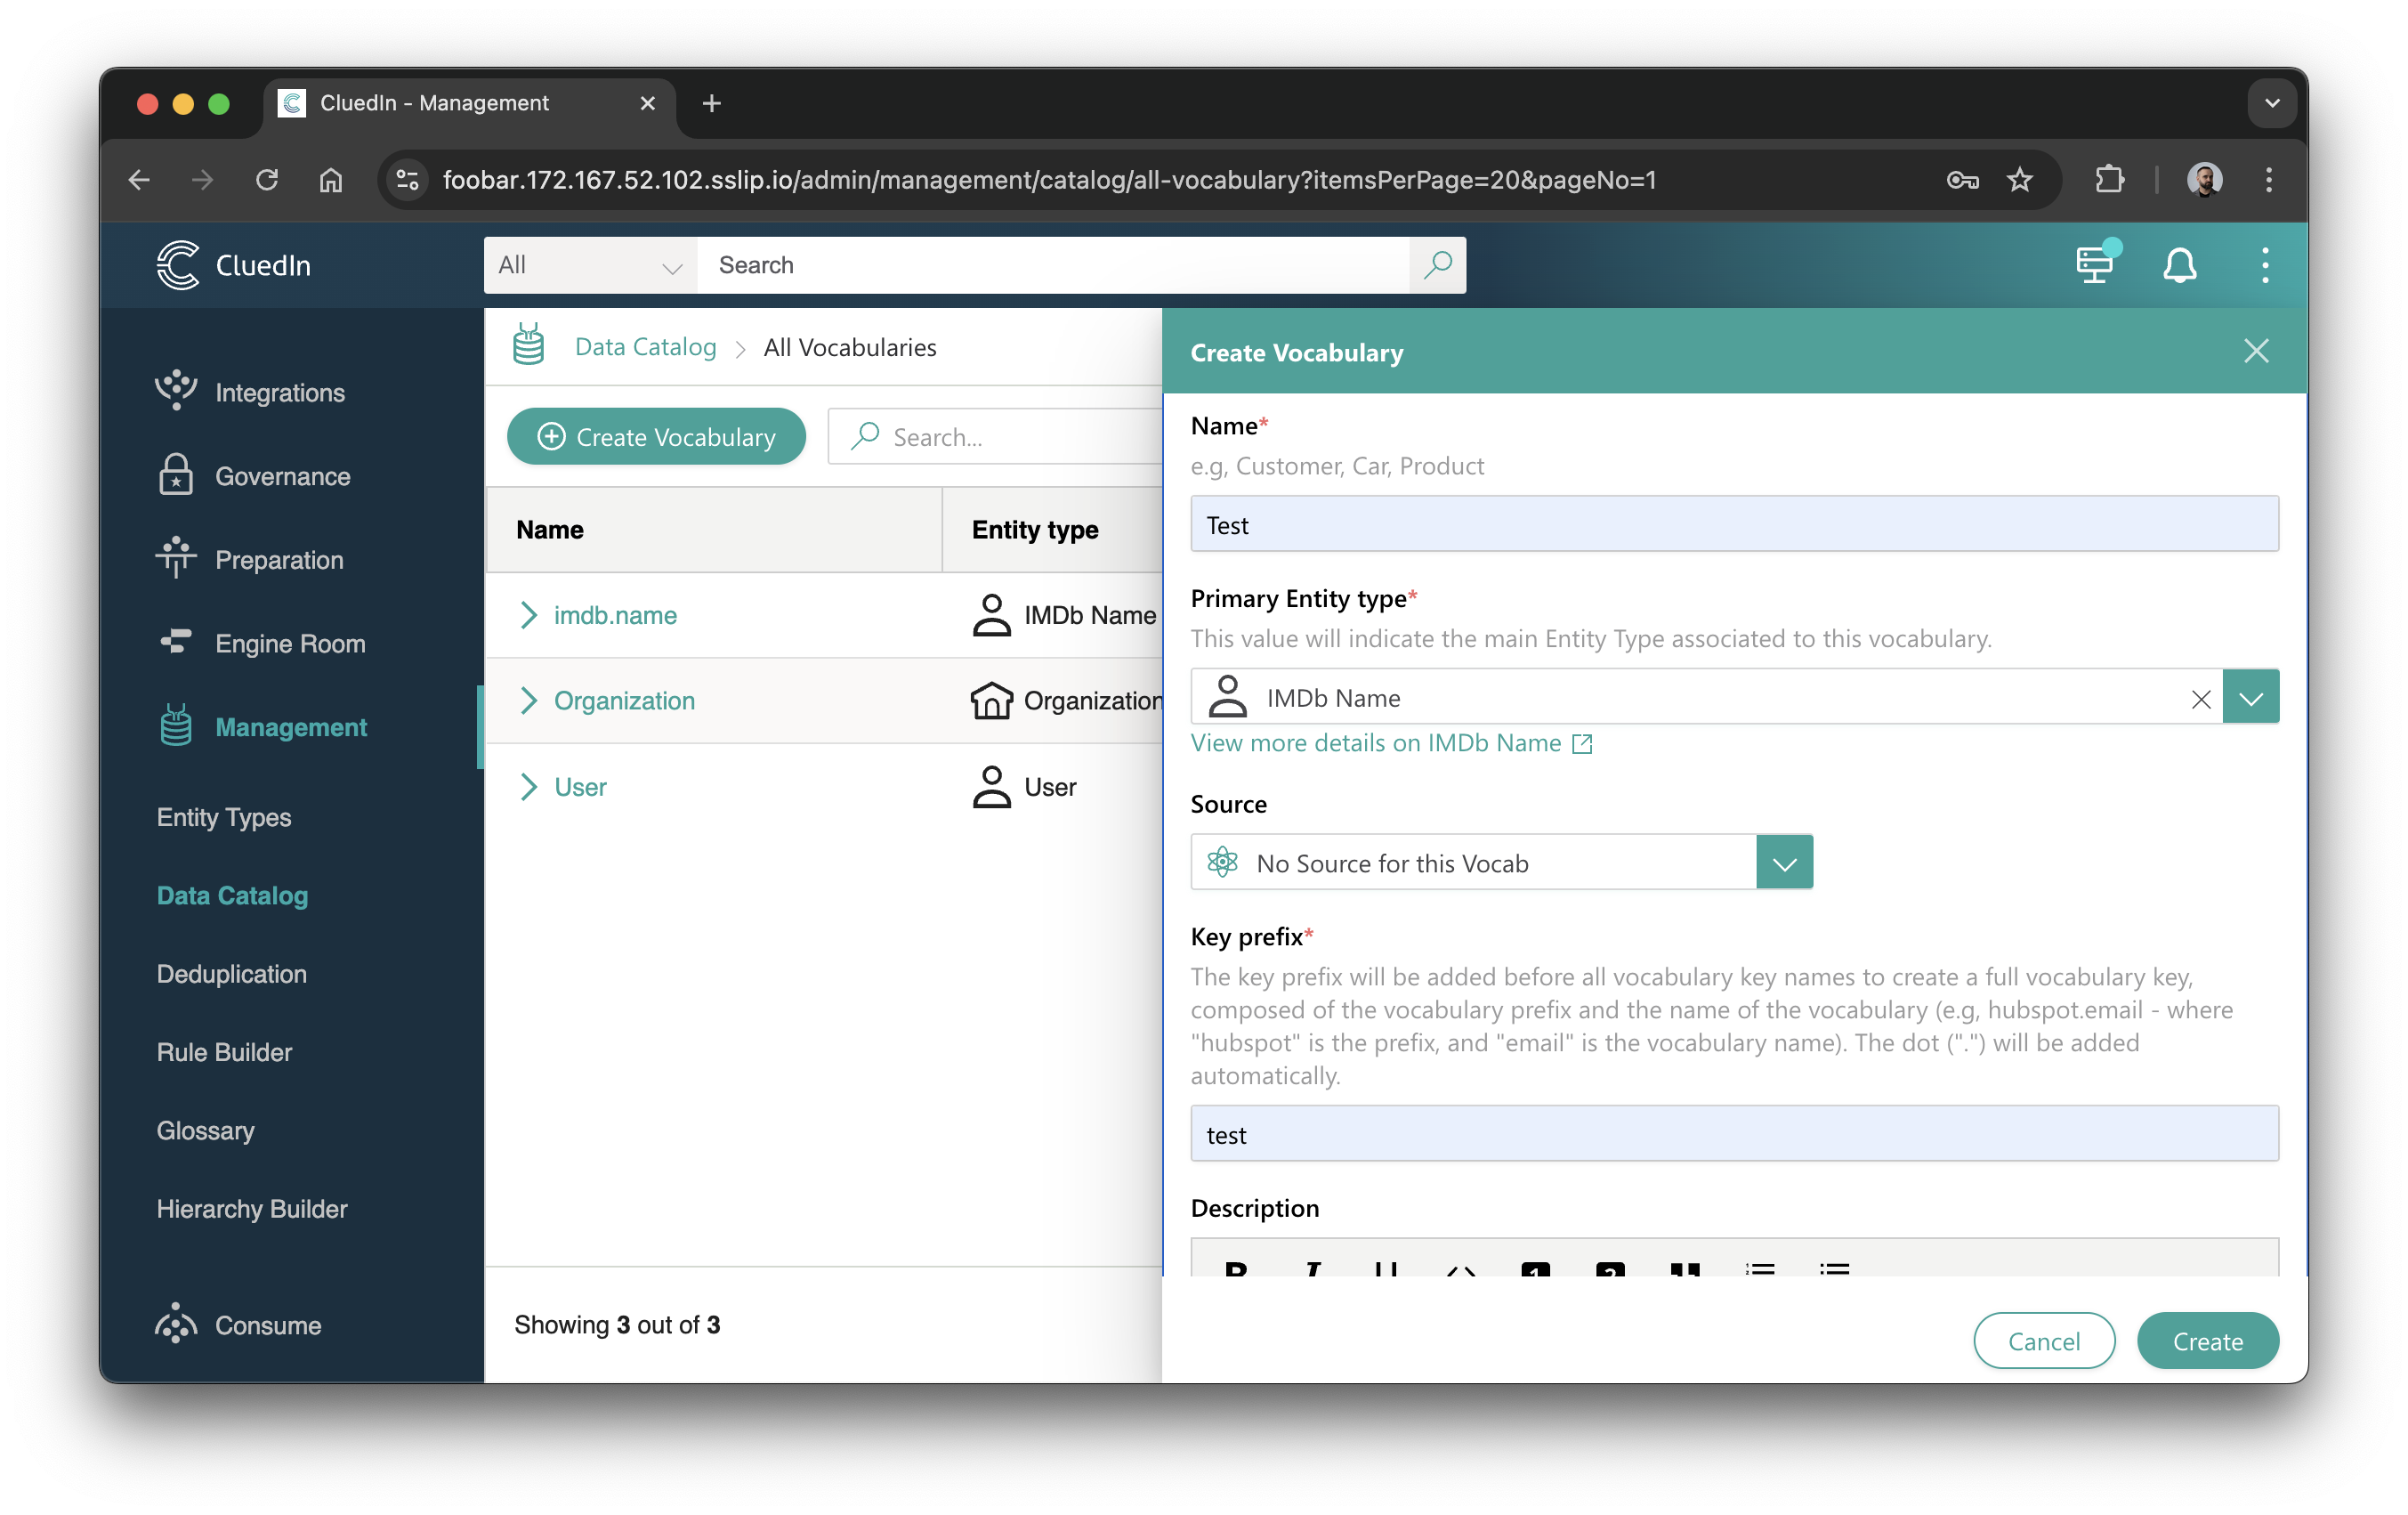 CluedIn - Management
foobar.172.167.52.102.sslip.io/admin/management/catalog/all-vocabulary?itemsPerPage=20&pageNo=1
CluedIn
All
Search
Integrations
Governance
Preparation
Engine Room
Management
Entity Types
Data Catalog
Deduplication
Rule Builder
Glossary
Hierarchy Builder
Consume
Data Catalog > All Vocabularies
Create Vocabulary
Search...
Name
Entity type
imdb.name
IMDb Name
Organization
Organization
User
User
Showing 3 out of 3
Create Vocabulary
Name*
e.g, Customer, Car, Product
Test
Primary Entity type*
This value will indicate the main Entity Type associated to this vocabulary.
IMDb Name
View more details on IMDb Name
Source
No Source for this Vocab
Key prefix*
The key prefix will be added before all vocabulary key names to create a full vocabulary key,
composed of the vocabulary prefix and the name of the vocabulary (e.g, hubspot.email - where
"hubspot" is the prefix, and "email" is the vocabulary name). The dot (".") will be added
automatically.
test
Description
B I U <> 1 2
Cancel
Create